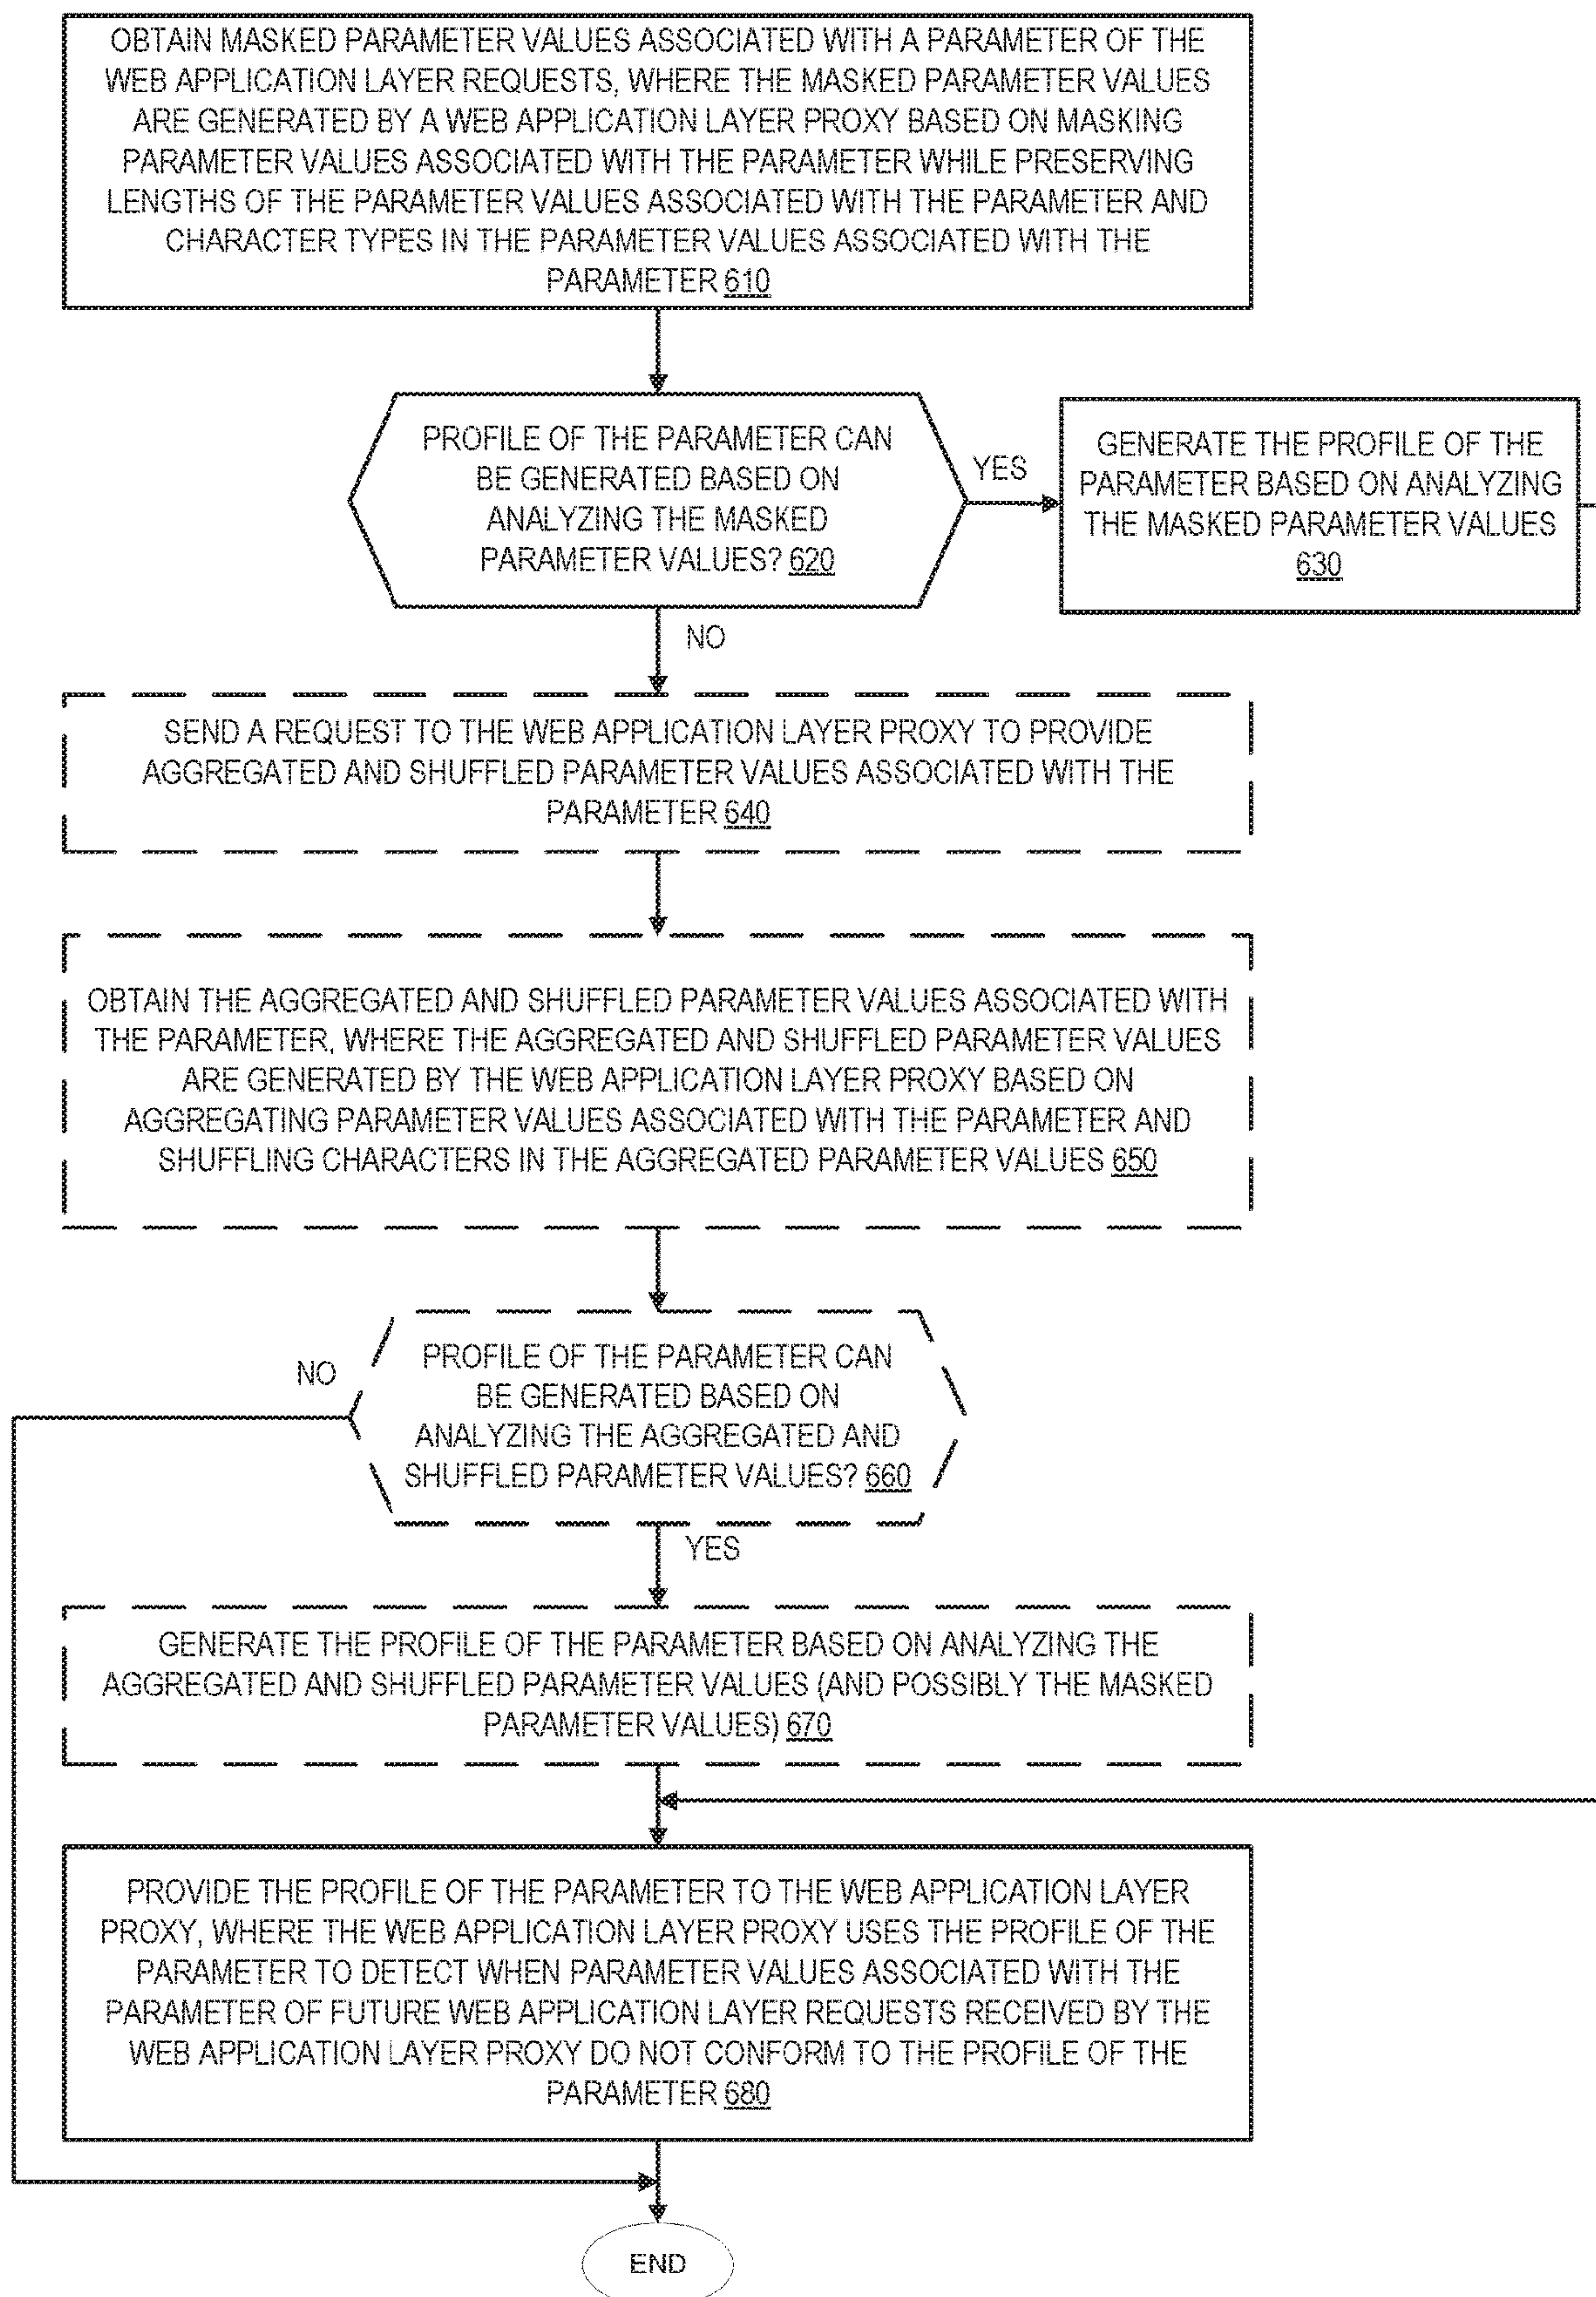 OBTAIN MASKED PARAMETER VALUES ASSOCIATED WITH A PARAMETER OF THE
WEB APPLICATION LAYER REQUESTS, WHERE THE MASKED PARAMETER VALUES
ARE GENERATED BY A WEB APPLICATION LAYER PROXY BASED ON MASKING
PARAMETER VALUES ASSOCIATED WITH THE PARAMETER WHILE PRESERVING
LENGTHS OF THE PARAMETER VALUES ASSOCIATED WITH THE PARAMETER AND
CHARACTER TYPES IN THE PARAMETER VALUES ASSOCIATED WITH THE
PARAMETER 610
PROFILE OF THE PARAMETER CAN
BE GENERATED BASED ON
ANALYZING THE MASKED
PARAMETER VALUES? 620
YES
GENERATE THE PROFILE OF THE
PARAMETER BASED ON ANALYZING
THE MASKED PARAMETER VALUES
630
NO
SEND A REQUEST TO THE WEB APPLICATION LAYER PROXY TO PROVIDE
AGGREGATED AND SHUFFLED PARAMETER VALUES ASSOCIATED WITH THE
PARAMETER 640
OBTAIN THE AGGREGATED AND SHUFFLED PARAMETER VALUES ASSOCIATED WITH
THE PARAMETER, WHERE THE AGGREGATED AND SHUFFLED PARAMETER VALUES
ARE GENERATED BY THE WEB APPLICATION LAYER PROXY BASED ON
AGGREGATING PARAMETER VALUES ASSOCIATED WITH THE PARAMETER AND
SHUFFLING CHARACTERS IN THE AGGREGATED PARAMETER VALUES 650
NO
PROFILE OF THE PARAMETER CAN
BE GENERATED BASED ON
ANALYZING THE AGGREGATED AND
SHUFFLED PARAMETER VALUES? 660
YES
GENERATE THE PROFILE OF THE PARAMETER BASED ON ANALYZING THE
AGGREGATED AND SHUFFLED PARAMETER VALUES (AND POSSIBLY THE MASKED
PARAMETER VALUES) 670
PROVIDE THE PROFILE OF THE PARAMETER TO THE WEB APPLICATION LAYER
PROXY, WHERE THE WEB APPLICATION LAYER PROXY USES THE PROFILE OF THE
PARAMETER TO DETECT WHEN PARAMETER VALUES ASSOCIATED WITH THE
PARAMETER OF FUTURE WEB APPLICATION LAYER REQUESTS RECEIVED BY THE
WEB APPLICATION LAYER PROXY DO NOT CONFORM TO THE PROFILE OF THE
PARAMETER 680
END